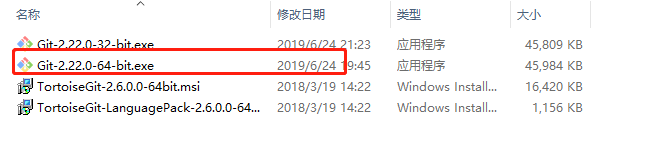 名称 修改日期 类型 大小
Git-2.22.0-32-bit.exe 2019/6/24 21:23 应用程序 45,809 KB
Git-2.22.0-64-bit.exe 2019/6/24 19:45 应用程序 45,984 KB
TortoiseGit-2.6.0.0-64bit.msi 2018/3/19 14:22 Windows Install... 16,420 KB
TortoiseGit-LanguagePack-2.6.0.0-64... 2018/3/19 14:22 Windows Install... 1,156 KB